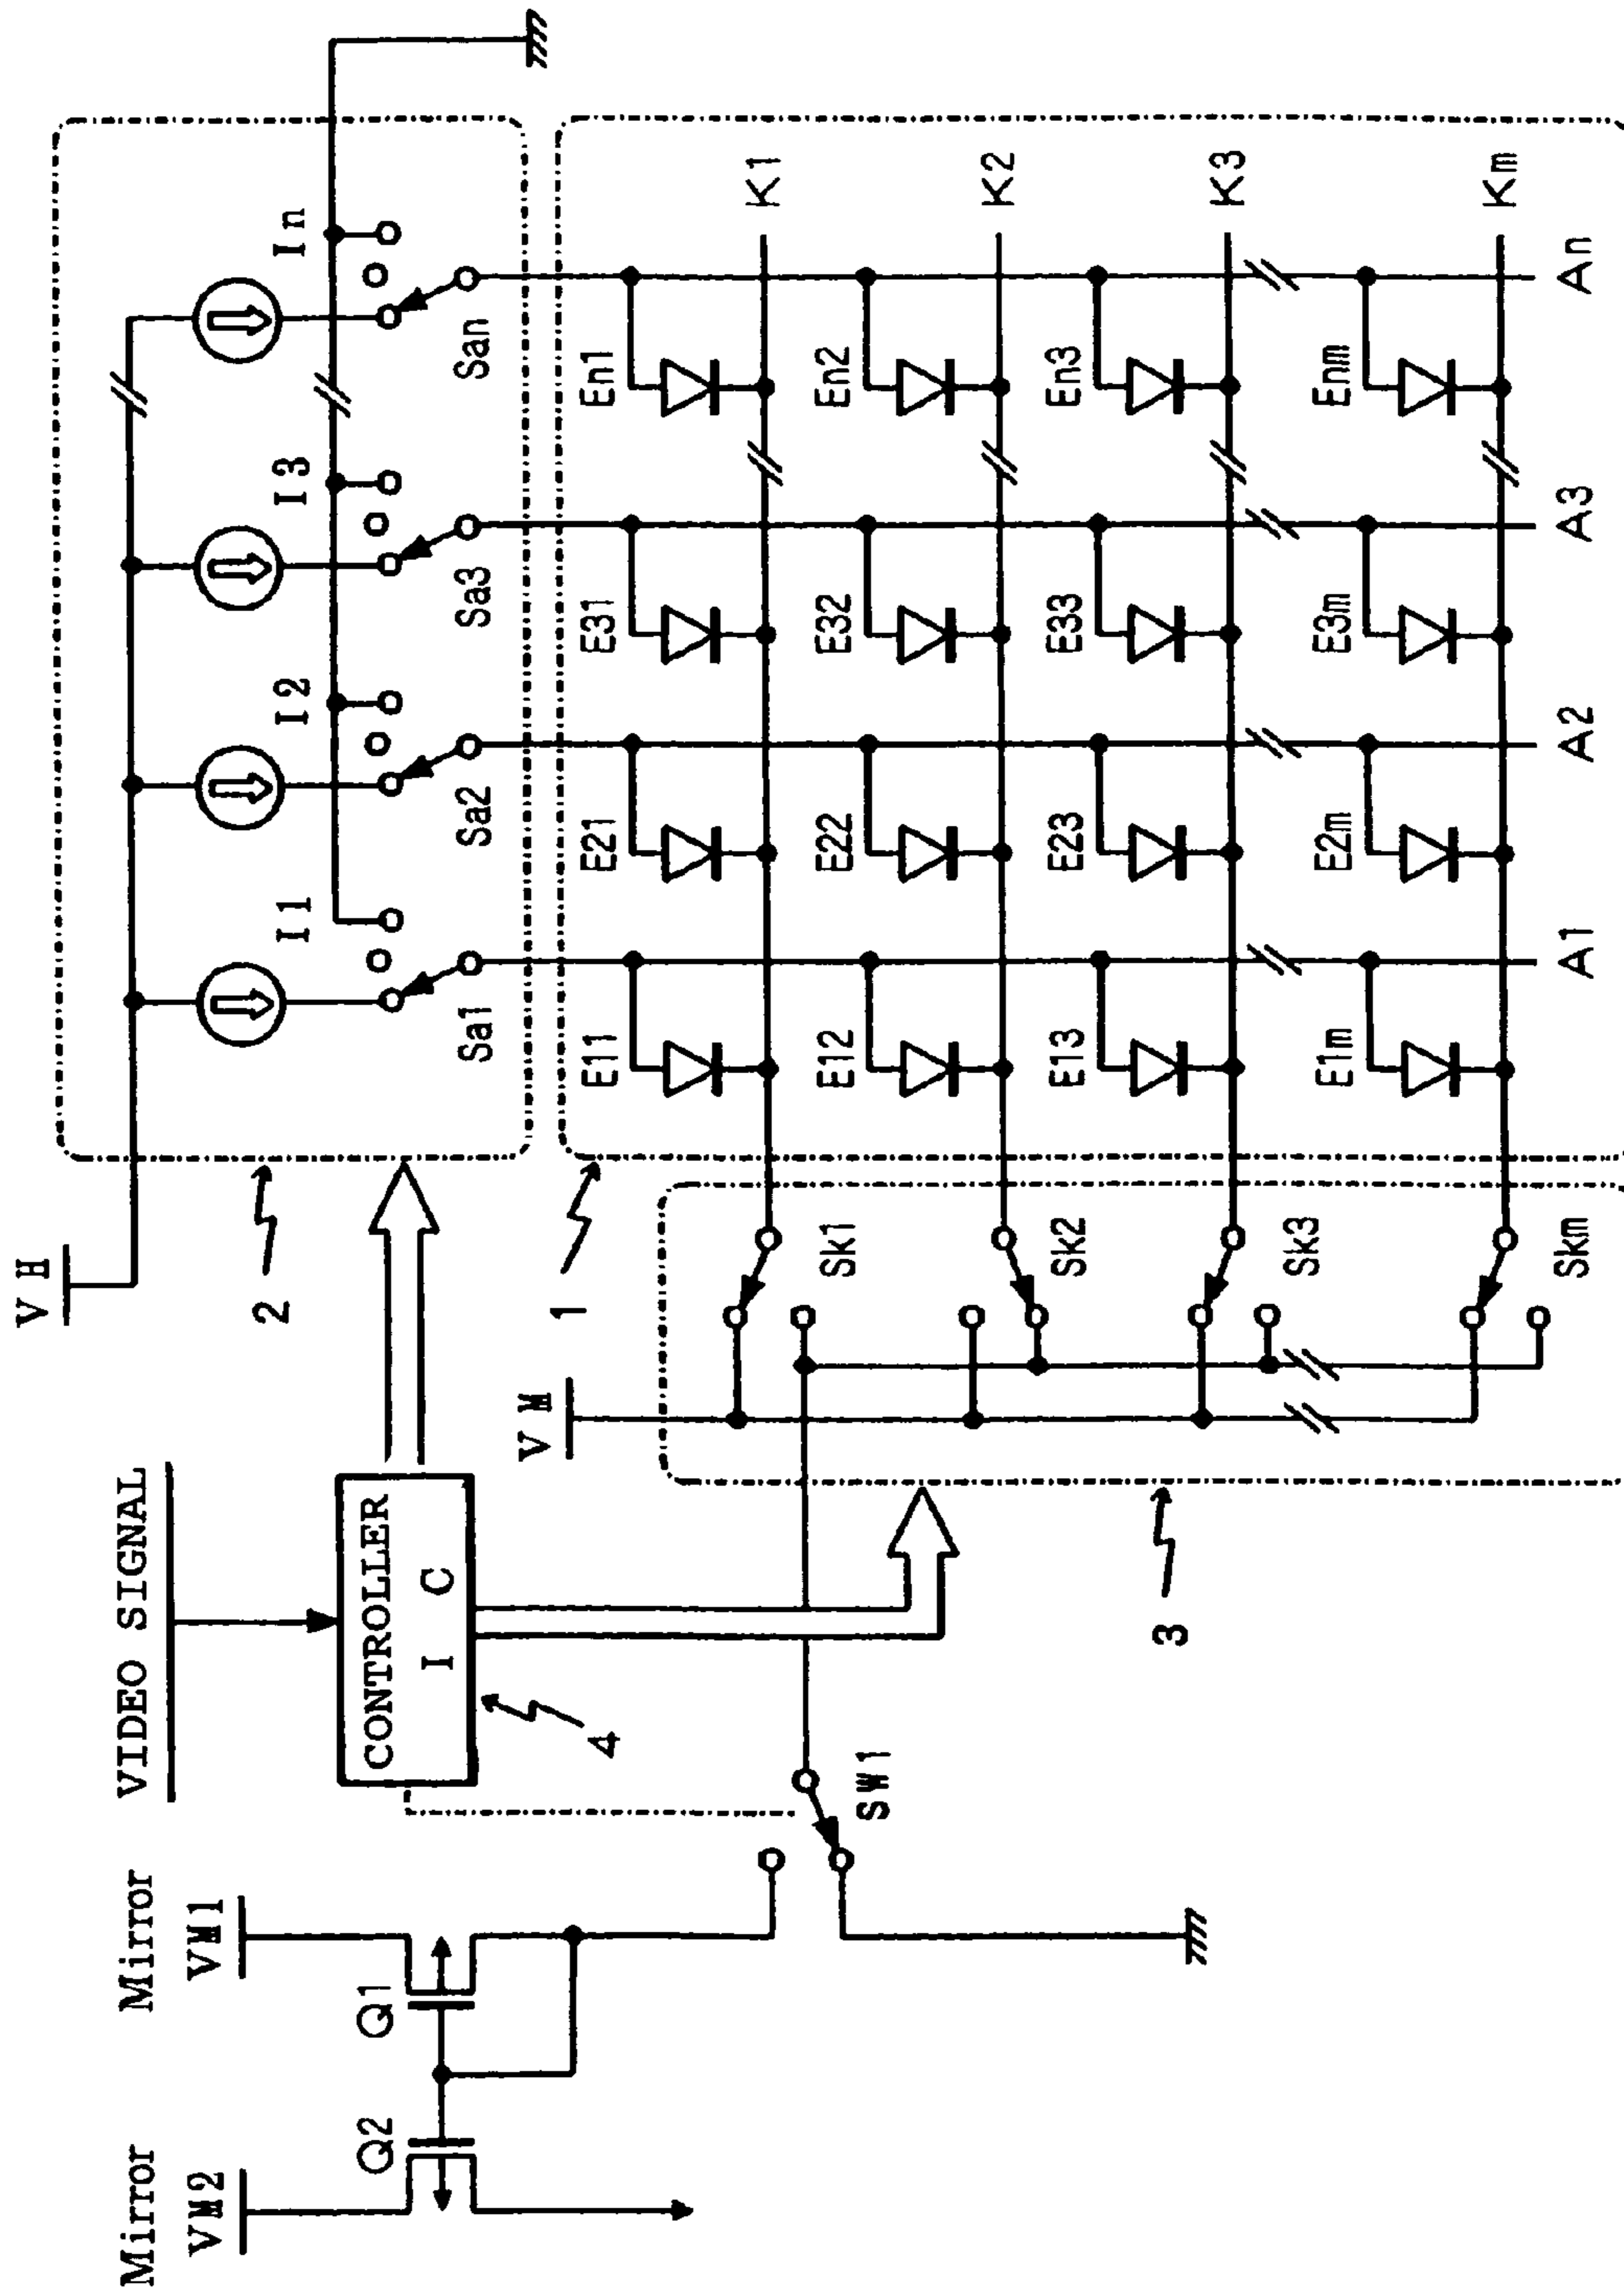 Mirror
VM2
Q2
Mirror
VM1
Q1
VIDEO SIGNAL
CONTROLLER
I C
4
SW1
VH
2
VM
1
3
I1
I2
I3
In
Sa1
Sa2
Sa3
San
E11
E21
E31
En1
K1
Sk1
E12
E22
E32
En2
K2
Sk2
E13
E23
E33
En3
K3
Sk3
E1m
E2m
E3m
Enm
Km
Skm
A1
A2
A3
An